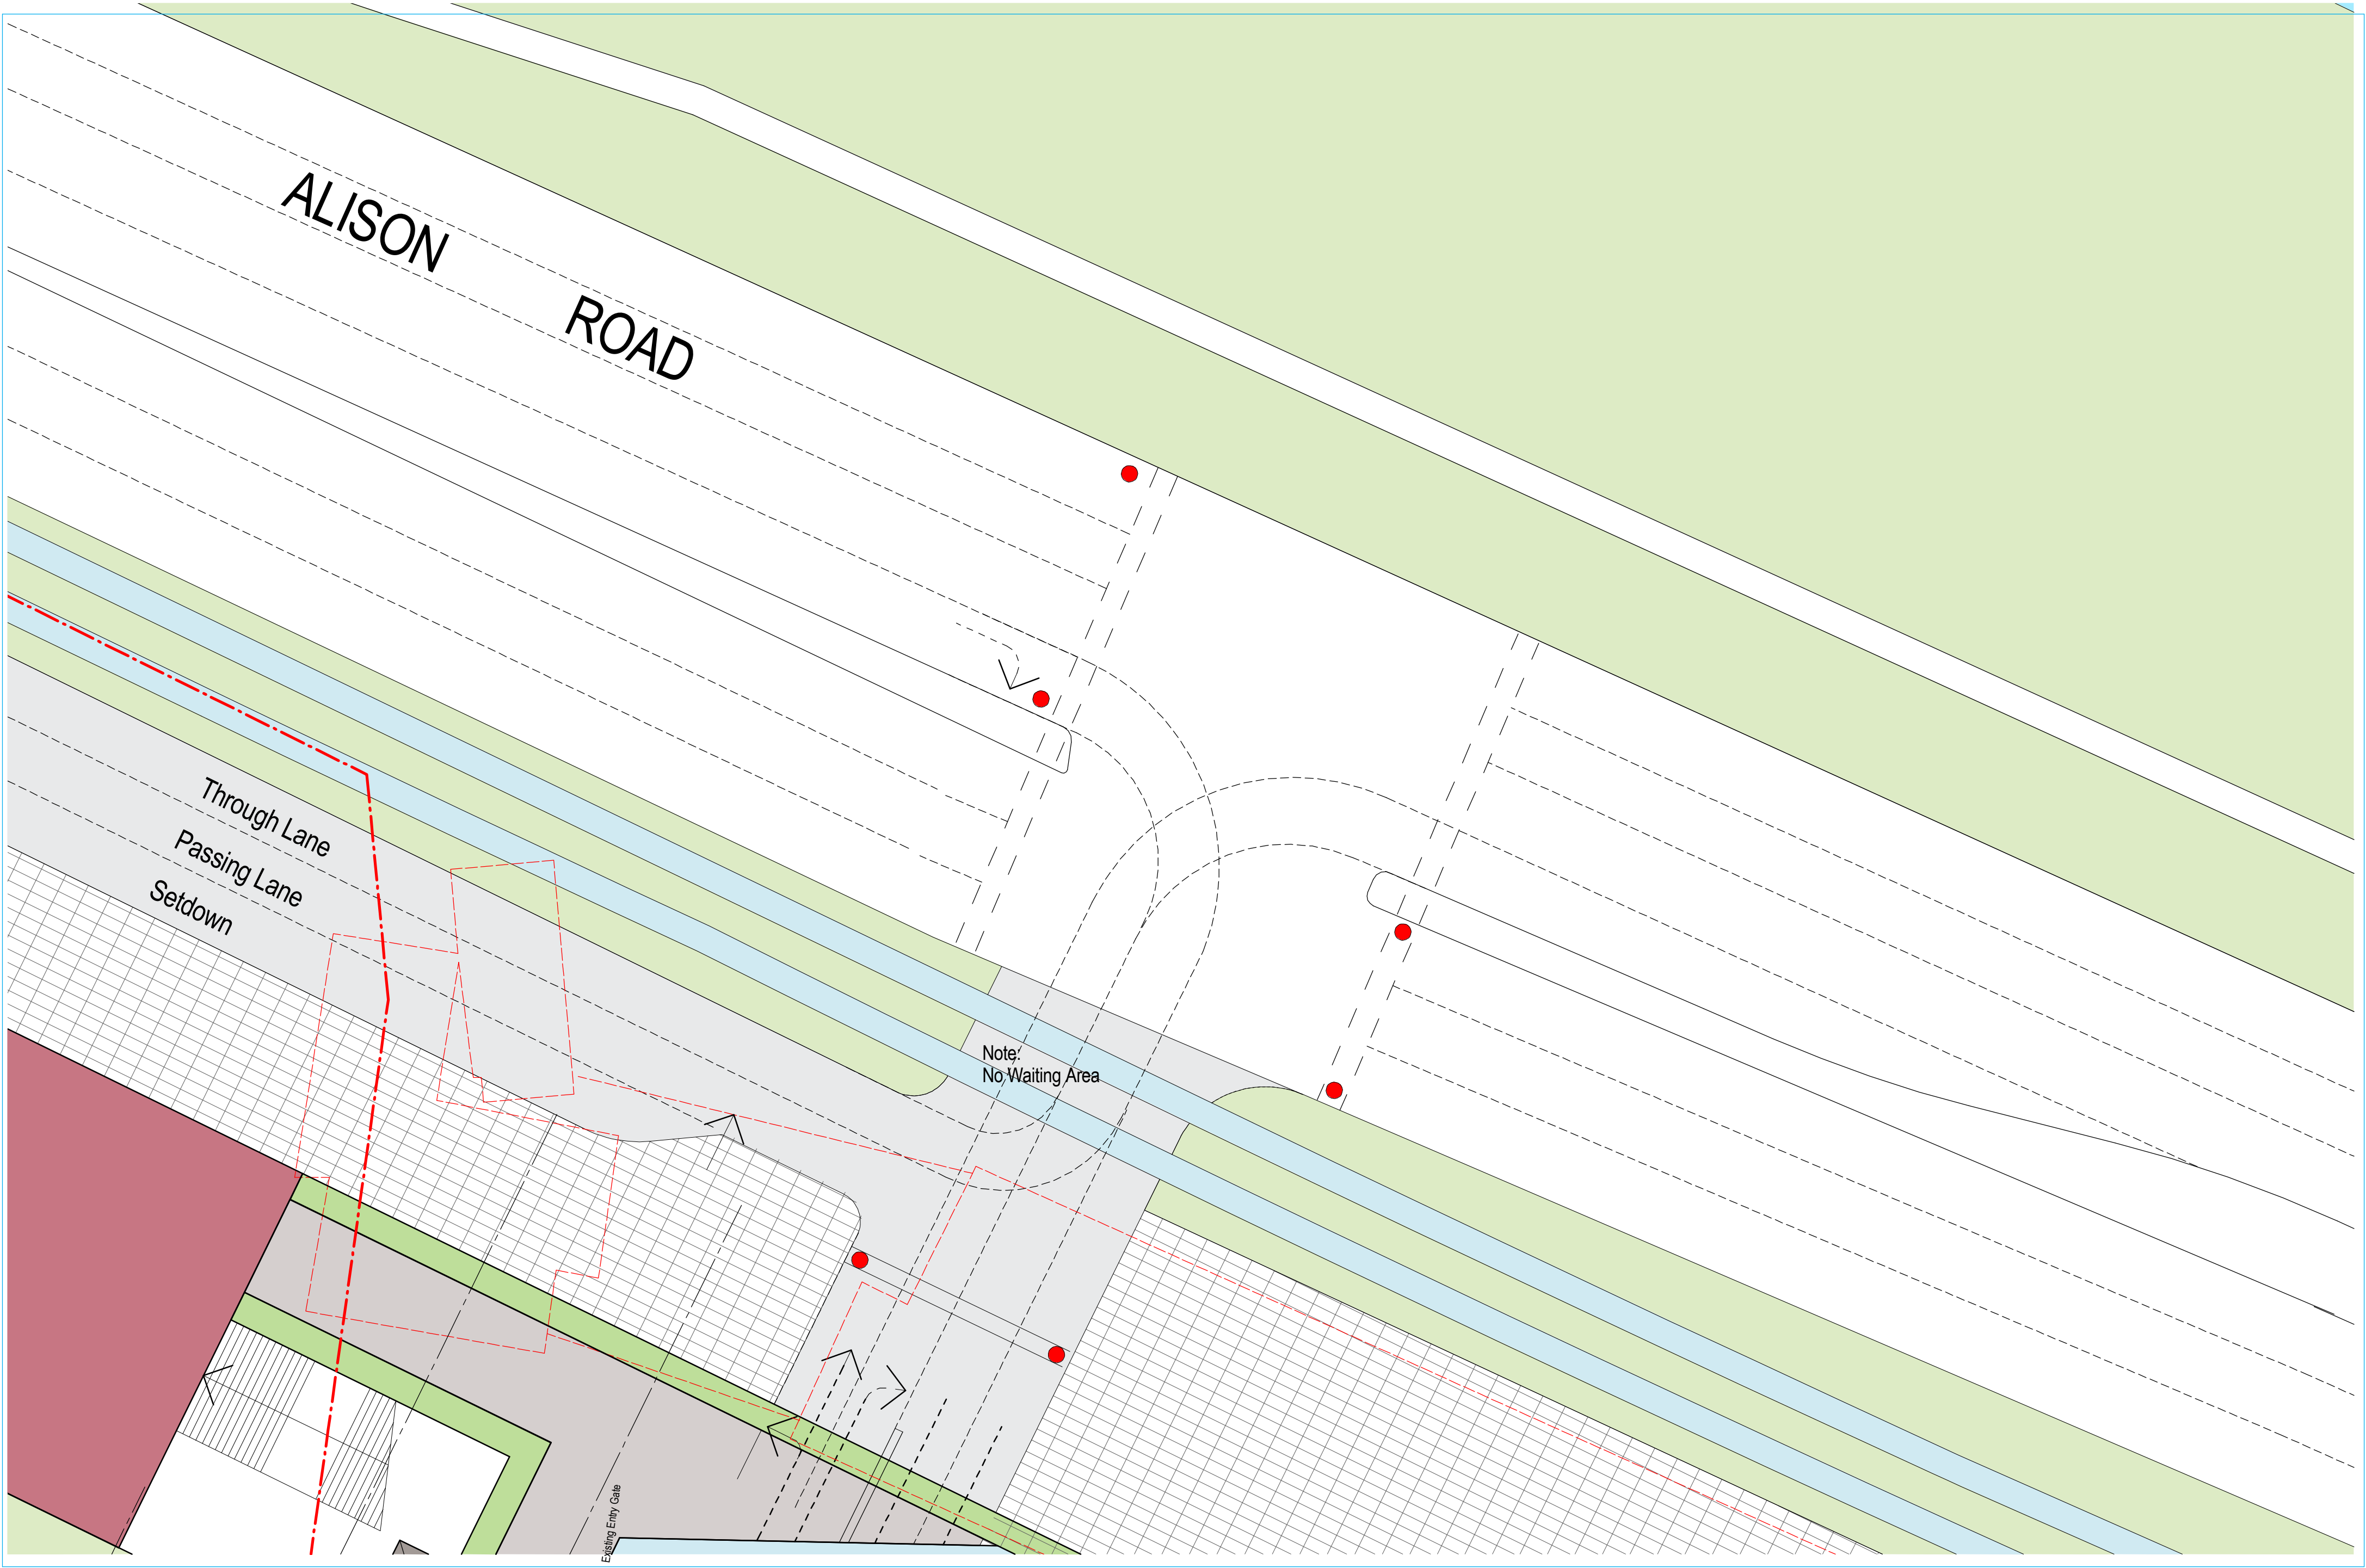 ALISON
ROAD
Through Lane
Passing Lane
Setdown
Note:
No Waiting Area
Existing Entry Gate